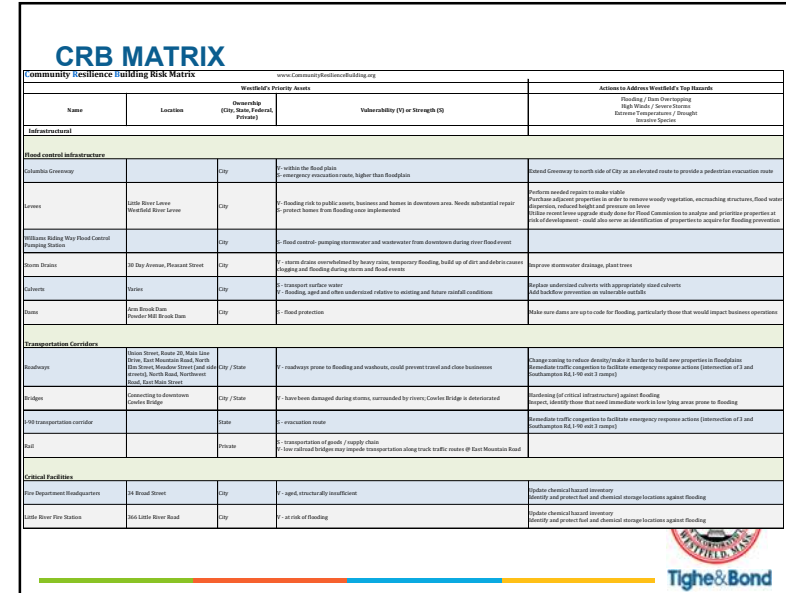 CRB MATRIX
Community Resilience Building Risk Matrix www.CommunityResilienceBuilding.org
Westfield's Priority Assets Actions to Address Westfield's Top Hazards
Name Location Ownership (City, State, Federal, Private) Vulnerability (V) or Strength (S)
Flooding / Dam Overtopping
High Winds / Severe Storms
Extreme Temperatures / Drought
Invasive Species
Infrastructural
Flood control infrastructure
Columbia Greenway City
V- within the flood plain
S- emergency evacuation route, higher than floodplain
Extend Greenway to north side of City as an elevated route to provide a pedestrian evacuation route
Levees
Little River Levee
Westfield River Levee
City
V- flooding risk to public assets, business and homes in downtown area. Needs substantial repair
S- protect homes from flooding once implemented
Perform needed repairs to make viable
Purchase adjacent properties in order to remove woody vegetation, encroaching structures, flood water
dispersion, reduced height and pressure on levee
Utilize recent levee upgrade study done for Flood Commission to analyze and prioritize properties at
risk of development - could also serve as identification of properties to acquire for flooding prevention
Williams Riding Way Flood Control
Pumping Station
City
S- flood control- pumping stormwater and wastewater from downtown during river flood event
Storm Drains 30 Day Avenue, Pleasant Street City
V - storm drains overwhelmed by heavy rains, temporary flooding, build up of dirt and debris causes
clogging and flooding during storm and flood events
Improve stormwater drainage, plant trees
Culverts Varies City
S - transport surface water
V - flooding, aged and often undersized relative to existing and future rainfall conditions
Replace undersized culverts with appropriately sized culverts
Add backflow prevention on vulnerable outfalls
Dams
Arm Brook Dam
Powder Mill Brook Dam
City
S - flood protection
Make sure dams are up to code for flooding, particularly those that would impact business operations
Transportation Corridors
Roadways
Union Street, Route 20, Main Line
Drive, East Mountain Road, North
Elm Street, Meadow Street (and side
streets), North Road, Northwest
Road, East Main Street
City / State
V - roadways prone to flooding and washouts, could prevent travel and close businesses
Change zoning to reduce density/make it harder to build new properties in floodplains
Remediate traffic congestion to facilitate emergency response actions (intersection of 3 and
Southampton Rd, I-90 exit 3 ramps)
Bridges
Connecting to downtown
Cowles Bridge
City / State
V - have been damaged during storms, surrounded by rivers; Cowles Bridge is deteriorated
Hardening (of critical infrastructure) against flooding
Inspect, identify those that need immediate work in low lying areas prone to flooding
I-90 transportation corridor State S - evacuation route
Remediate traffic congestion to facilitate emergency response actions (intersection of 3 and
Southampton Rd, I-90 exit 3 ramps)
Rail Private
S - transportation of goods / supply chain
V- low railroad bridges may impede transportation along truck traffic routes @ East Mountain Road
Critical Facilities
Fire Department Headquarters 34 Broad Street City V - aged, structurally insufficient
Update chemical hazard inventory
Identify and protect fuel and chemical storage locations against flooding
Little River Fire Station 366 Little River Road City V - at risk of flooding
Update chemical hazard inventory
Identify and protect fuel and chemical storage locations against flooding
WESTFIELD, MASS
Tighe&Bond